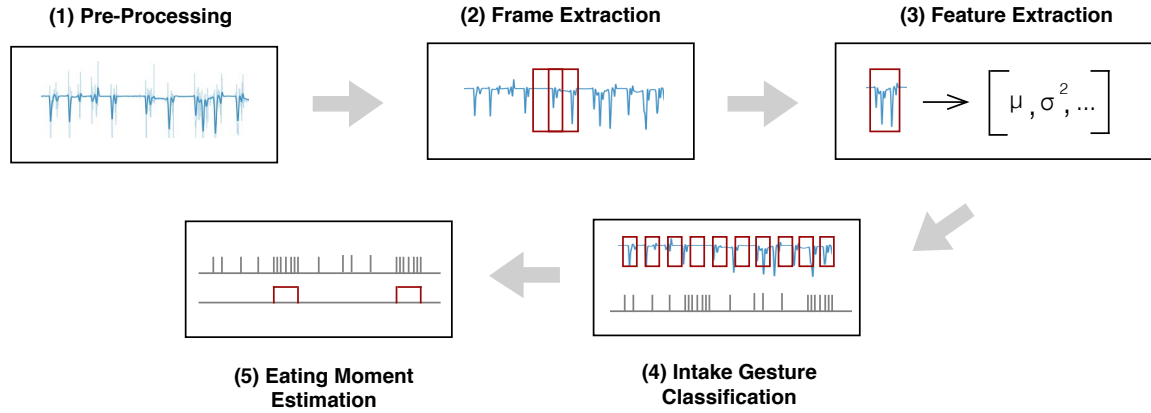 (1) Pre-Processing
(2) Frame Extraction
(3) Feature Extraction
μ, σ², ...
(4) Intake Gesture
Classification
(5) Eating Moment
Estimation